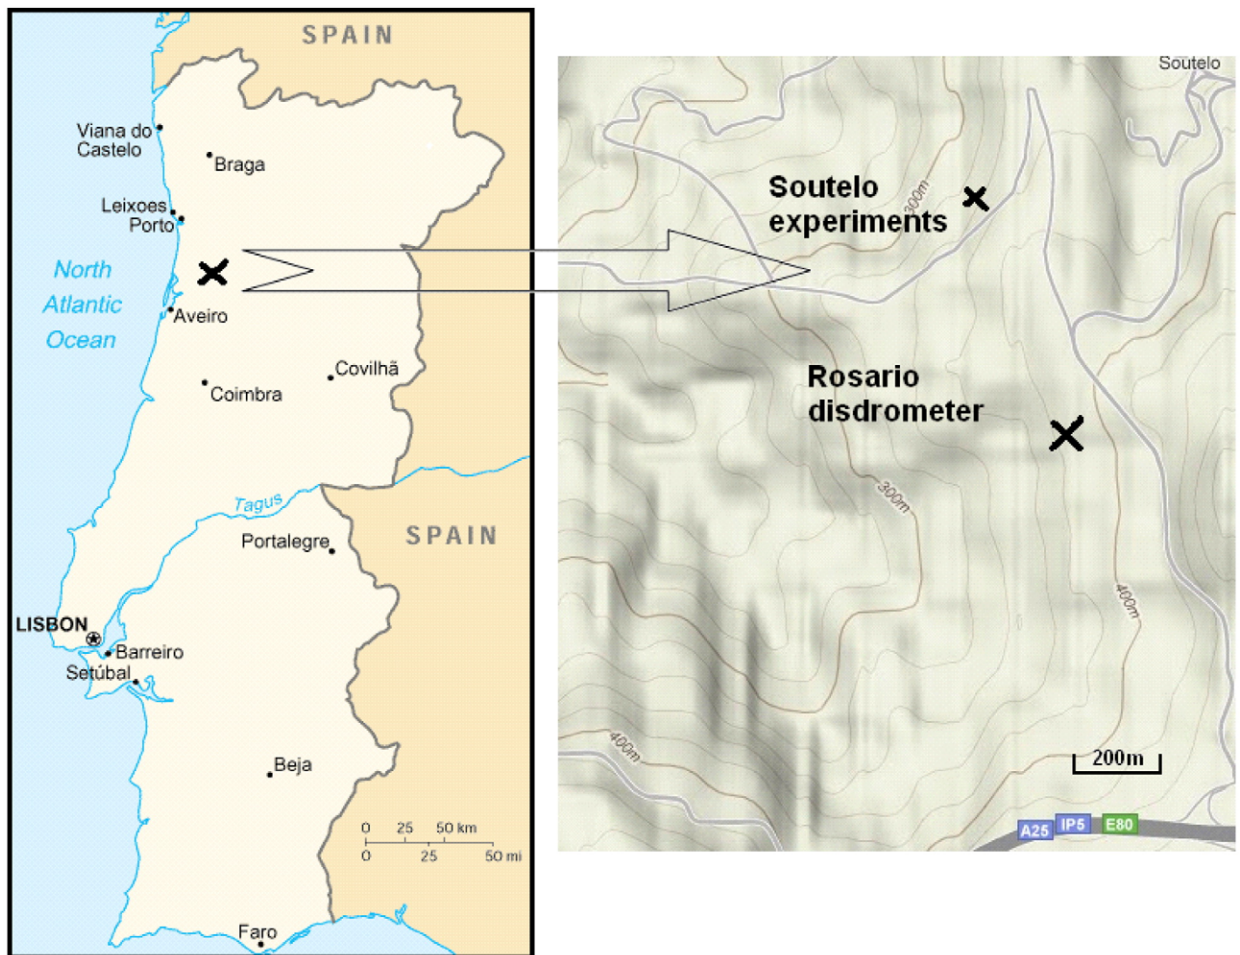 SPAIN
Viana do
Castelo
Braga
Leixoes
Porto
North
Atlantic
Ocean
Aveiro
Covilhã
Coimbra
Tagus
SPAIN
Portalegre
LISBON
Barreiro
Setúbal
Beja
0 25 50 km
0 25 50 mi
Faro
Soutelo
Soutelo
experiments
300m
Rosario
disdrometer
300m
400m
400m
200m
A25 IP5 E80